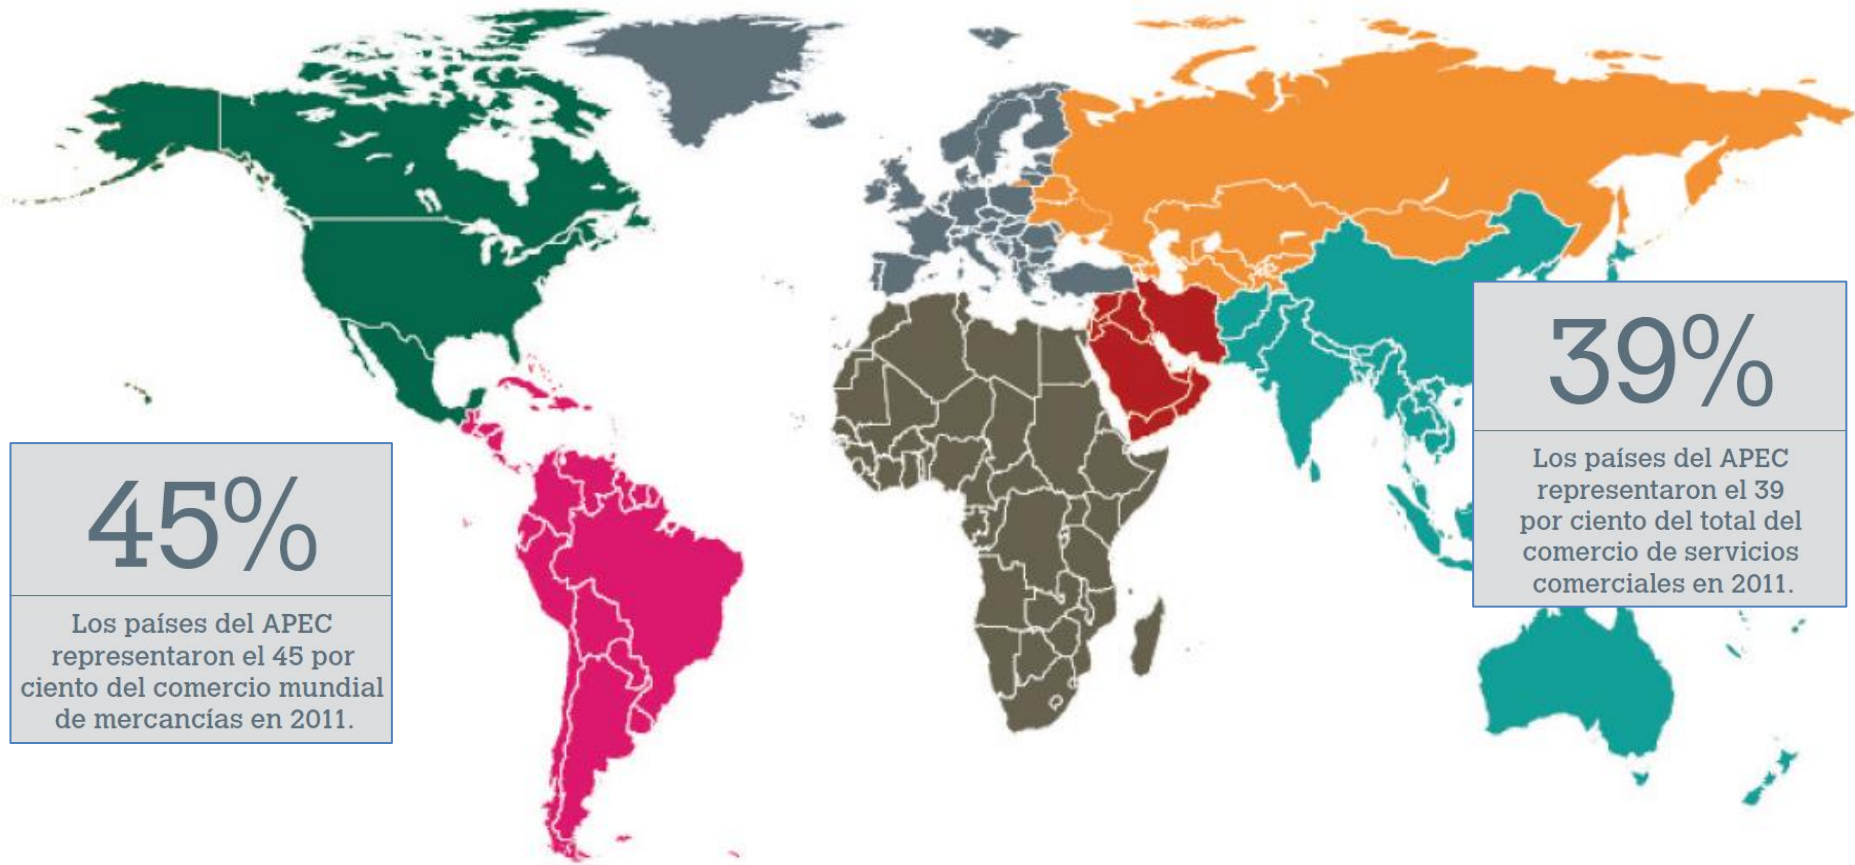 45%
Los países del APEC
representaron el 45 por
ciento del comercio mundial
de mercancías en 2011.
39%
Los países del APEC
representaron el 39
por ciento del total del
comercio de servicios
comerciales en 2011.